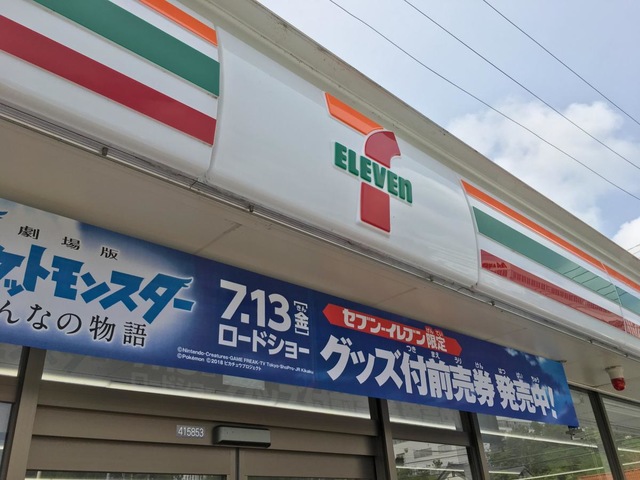 ELEVEN
劇場版
ケットモンスター
んなの物語
7.13[金]
ロードショー
©Nintendo・Creatures・GAME FREAK・TV Tokyo・ShoPro・JR Kikaku
©Pokémon ©2018 ピカチュウプロジェクト
セブン-イレブン限定
グッズ付前売券 発売中!
415853